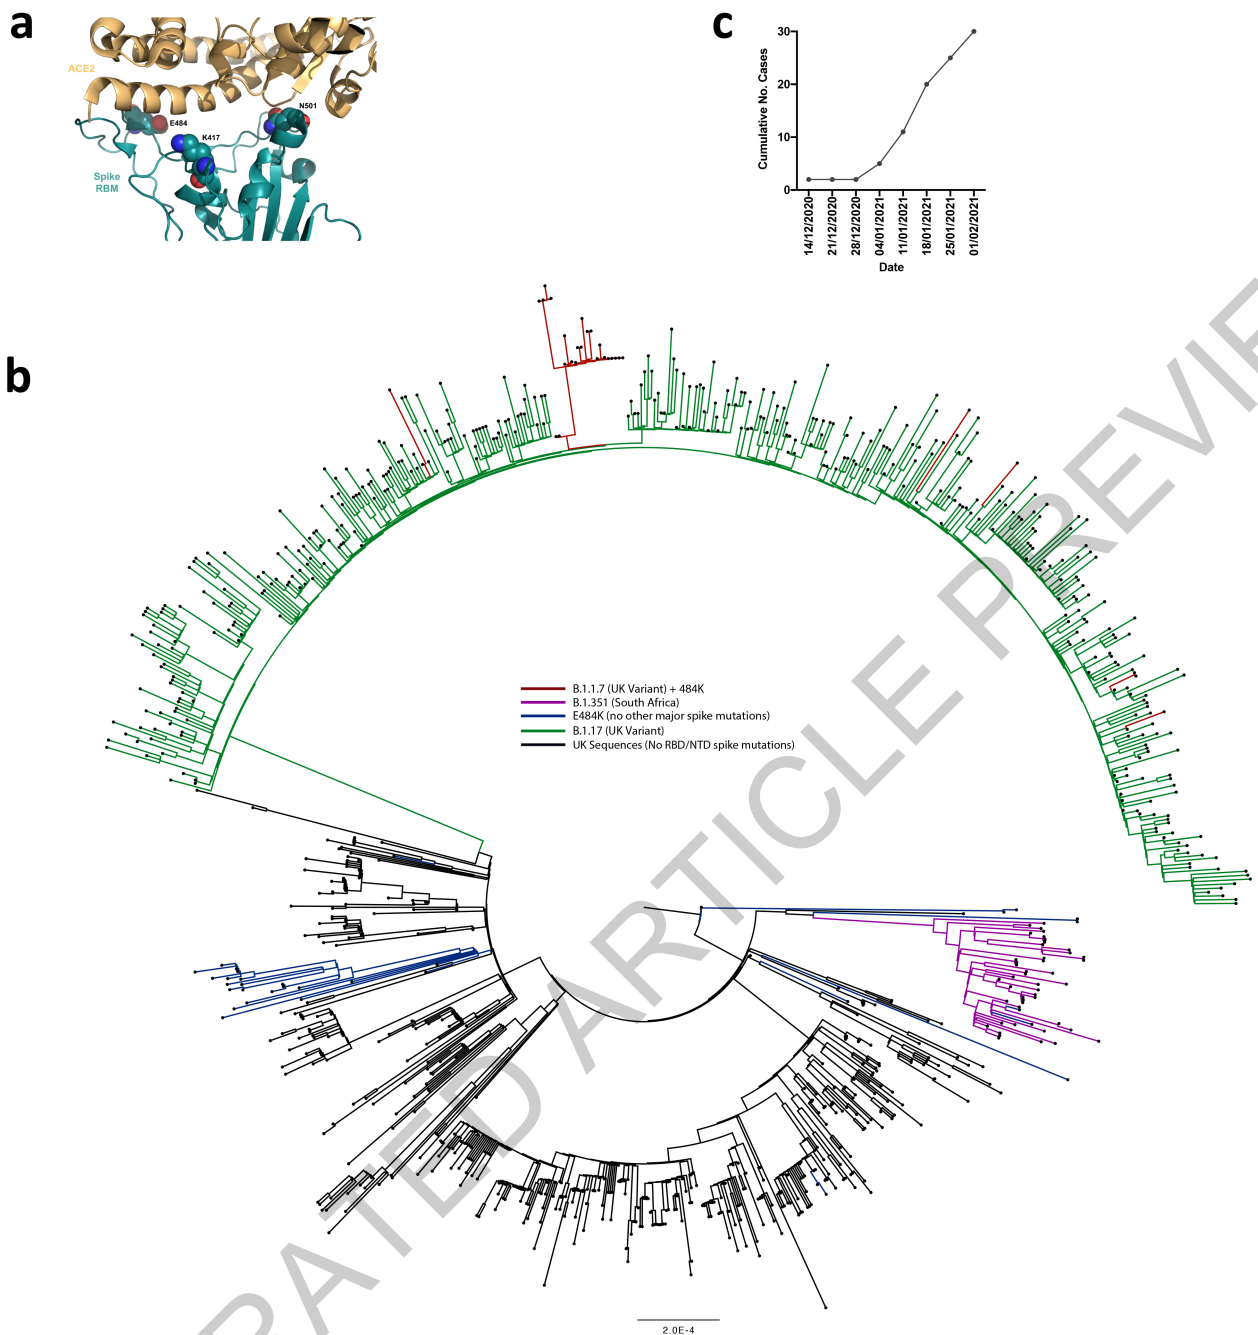 a
ACE2
E484
N501
K417
Spike
RBM
c
Cumulative No. Cases
30
20
10
0
14/12/2020
21/12/2020
28/12/2020
04/01/2021
11/01/2021
18/01/2021
25/01/2021
01/02/2021
Date
b
B.1.1.7 (UK Variant) + 484K
B.1.351 (South Africa)
E484K (no other major spike mutations)
B.1.17 (UK Variant)
UK Sequences (No RBD/NTD spike mutations)
2.0E-4
RATED ARTICLE PREVIE